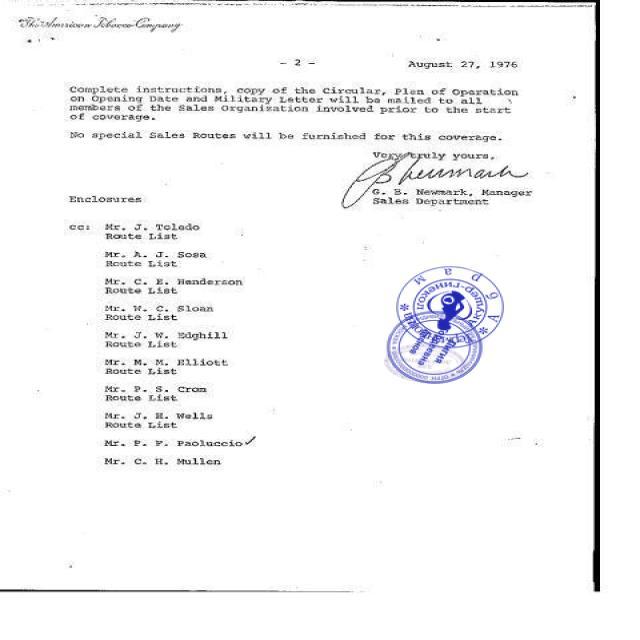 The American Tobacco Company
- 2 -
August 27, 1976
Complete instructions, copy of the Circular, Plan of Operation
on Opening Date and Military Letter will be mailed to all
members of the Sales Organization involved prior to the start
of coverage.
No special Sales Routes will be furnished for this coverage.
Very truly yours,
G. B. Newmark, Manager
Sales Department
Enclosures
cc: Mr. J. Toledo
Route List
Mr. A. J. Sosa
Route List
Mr. C. E. Henderson
Route List
Mr. W. C. Sloan
Route List
Mr. J. W. Edghill
Route List
Mr. M. M. Elliott
Route List
Mr. P. S. Crom
Route List
Mr. J. H. Wells
Route List
Mr. P. F. Paoluccio
Mr. C. H. Mullen
Акушер-гинекол